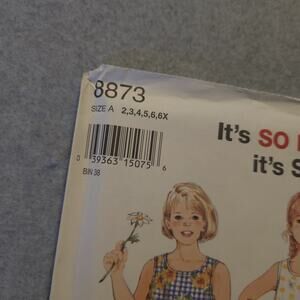 8873
SIZE A 2,3,4,5,6,6X
It's SO
it's
0 39363 15075 6
BIN 38